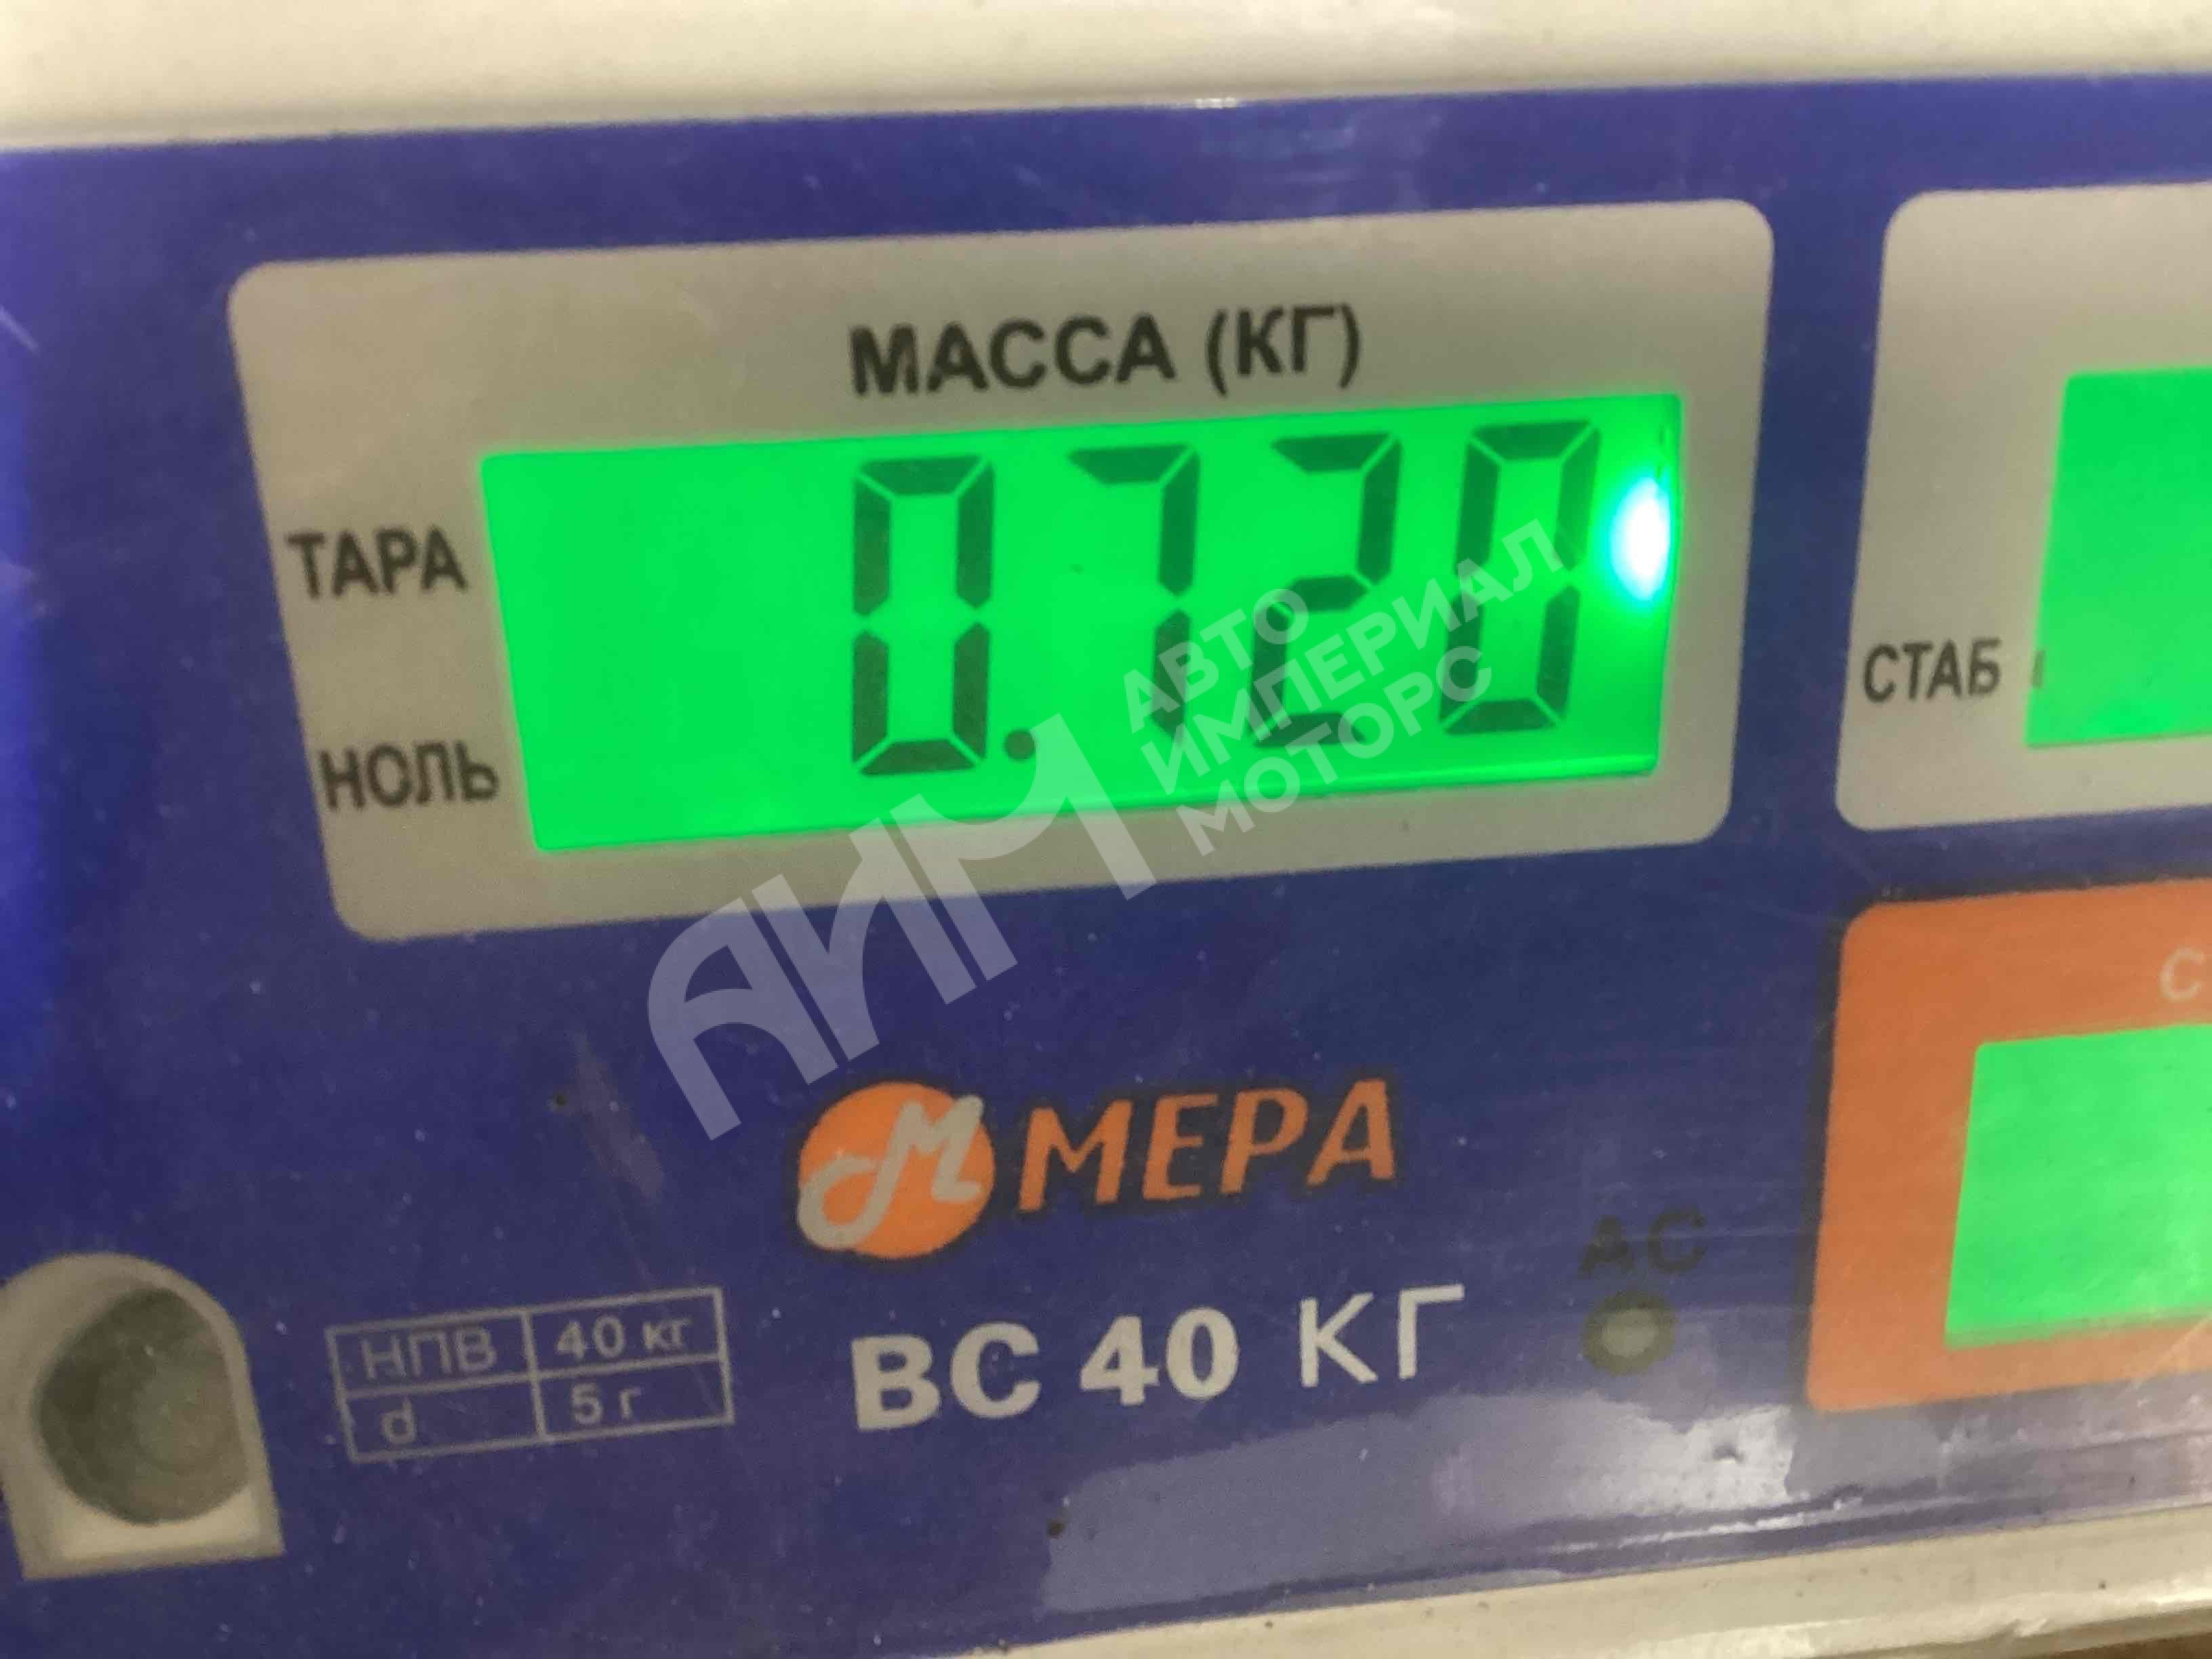 МАССА (КГ)
ТАРА
0.720
НОЛЬ
СТАБ
АИМ
АВТО
ИМПЕРИАЛ
МОТОРС
С
М МЕРА
АС
НПВ 40 кг
d 5 г
ВС 40 КГ